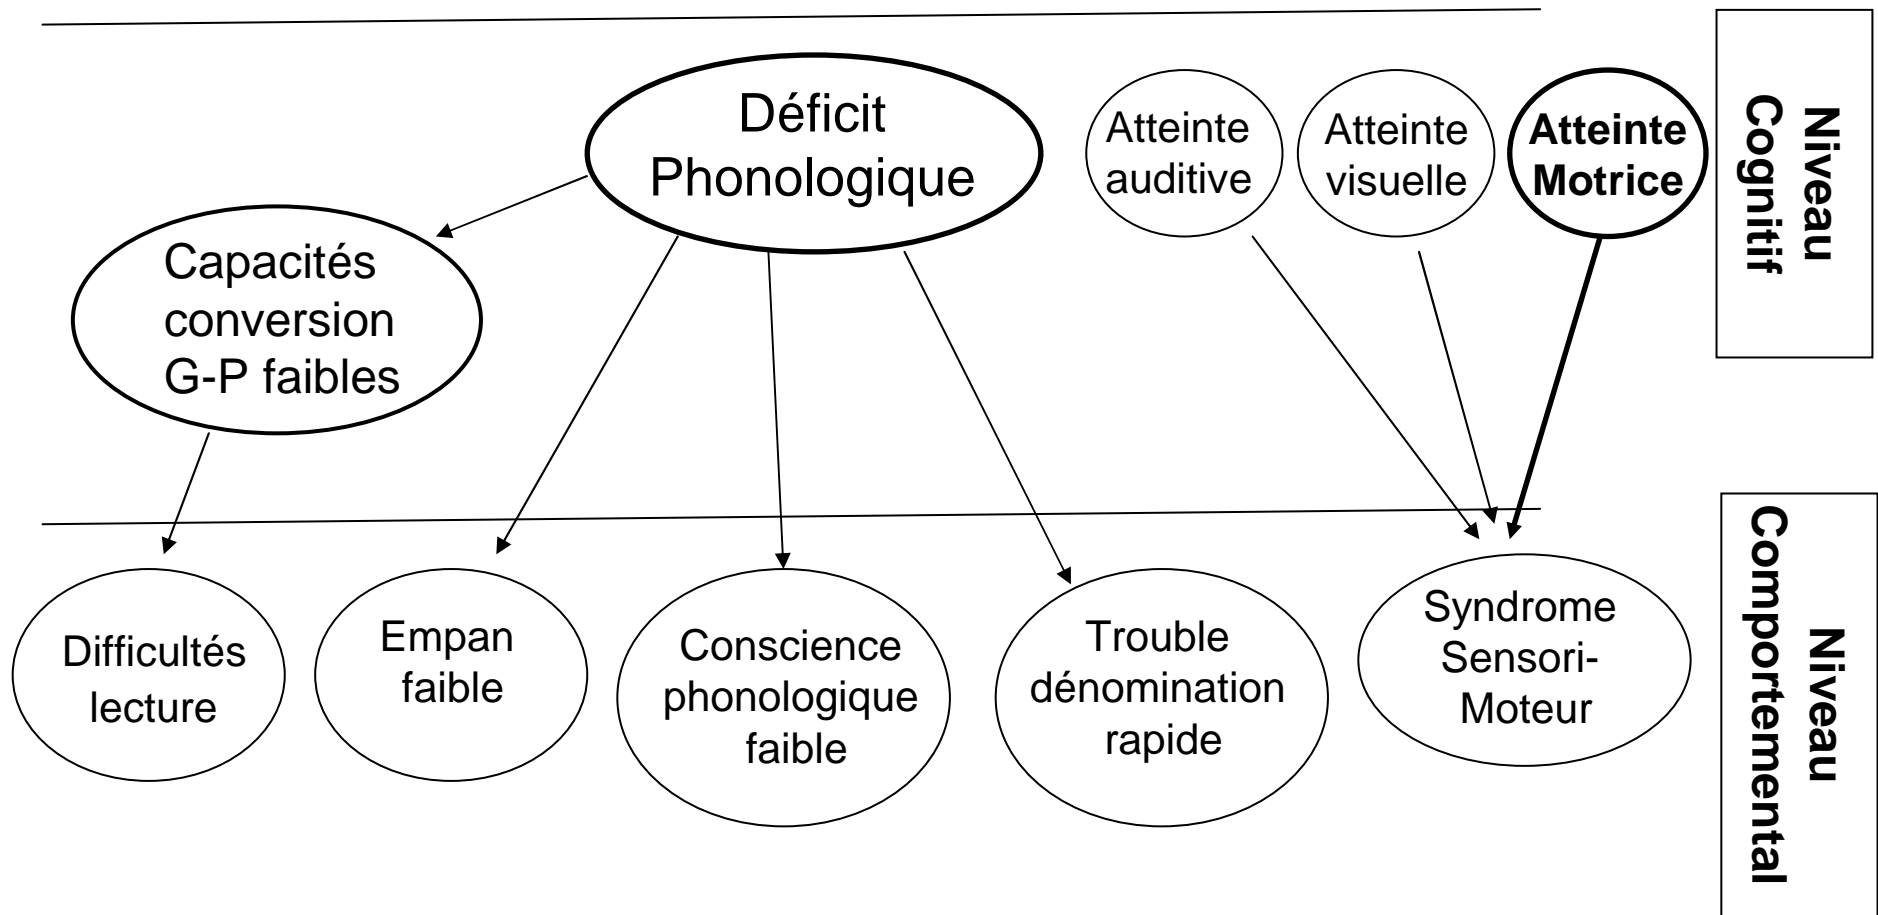 Déficit
Phonologique
Atteinte
auditive
Atteinte
visuelle
Atteinte
Motrice
Niveau
Cognitif
Capacités
conversion
G-P faibles
Difficultés
lecture
Empan
faible
Conscience
phonologique
faible
Trouble
dénomination
rapide
Syndrome
Sensori-
Moteur
Niveau
Comportemental